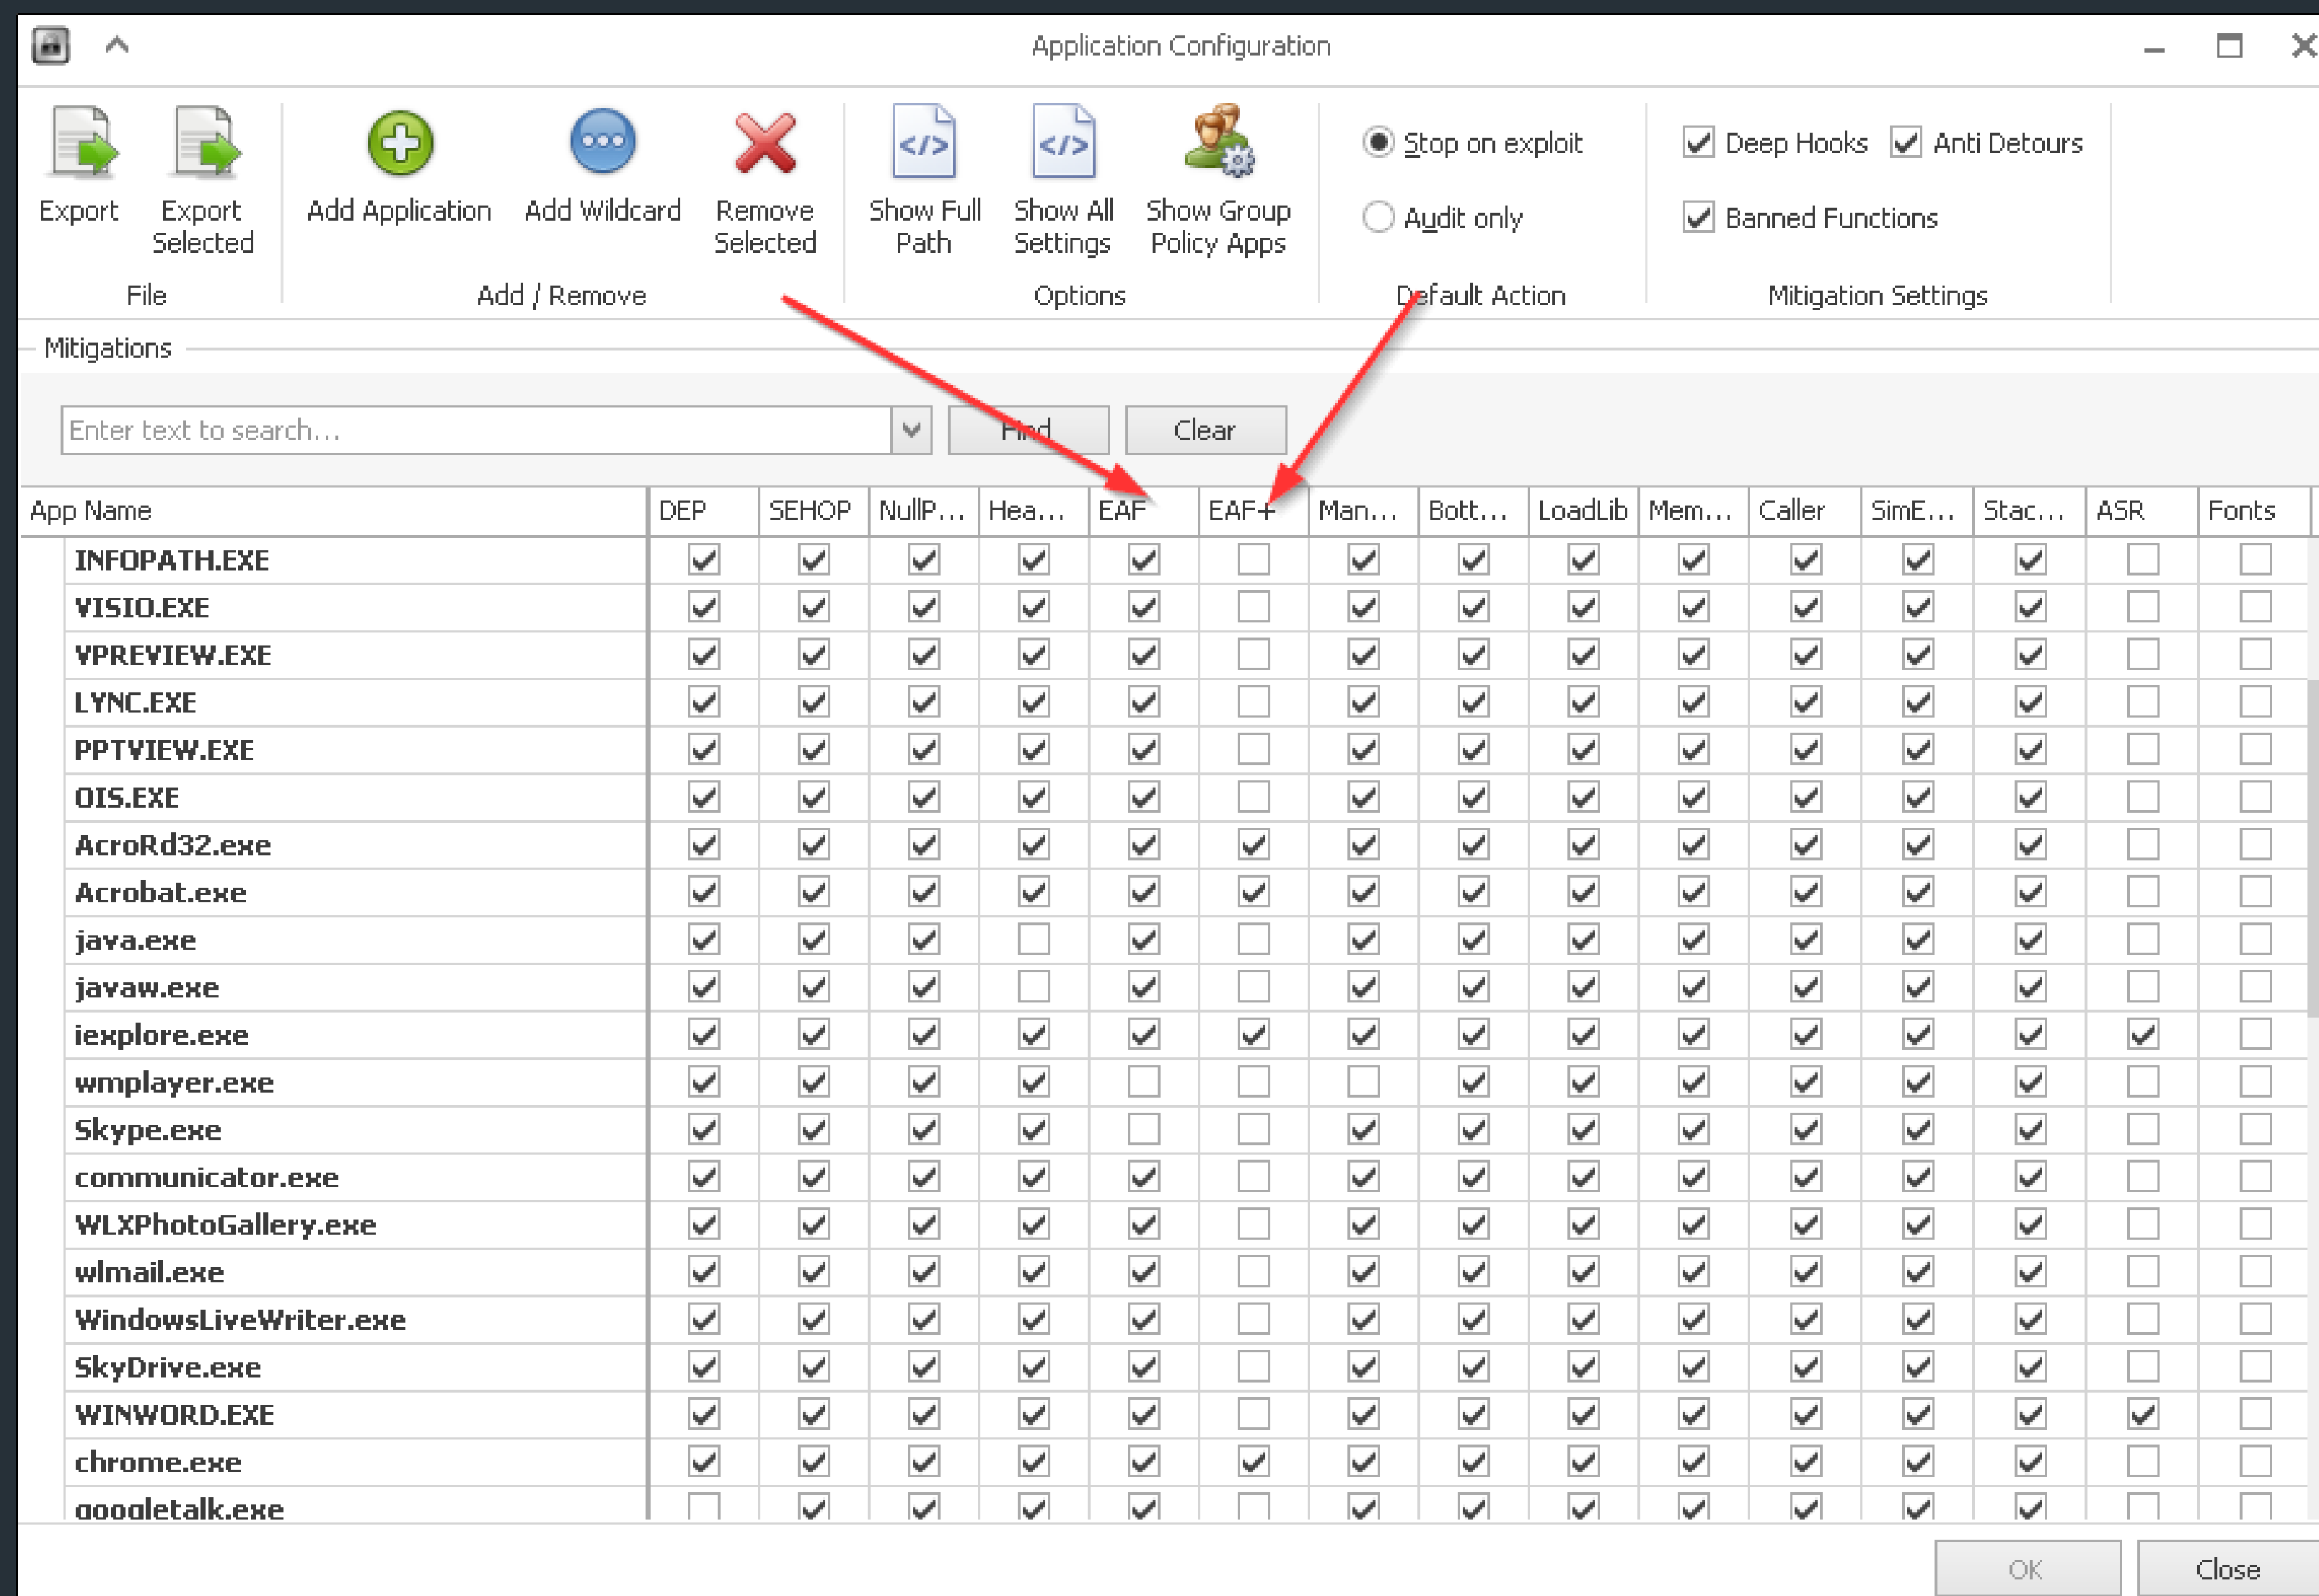 Application Configuration
Export
Export Selected
Add Application
Add Wildcard
Remove Selected
Show Full Path
Show All Settings
Show Group Policy Apps
Stop on exploit
Audit only
Deep Hooks
Anti Detours
Banned Functions
File
Add / Remove
Options
Default Action
Mitigation Settings
Mitigations
Enter text to search...
Find
Clear
App Name DEP SEHOP NullP... Hea... EAF EAF+ Man... Bott... LoadLib Mem... Caller SimE... Stac... ASR Fonts
INFOPATH.EXE
VISIO.EXE
VPREVIEW.EXE
LYNC.EXE
PPTVIEW.EXE
OIS.EXE
AcroRd32.exe
Acrobat.exe
java.exe
javaw.exe
iexplore.exe
wmplayer.exe
Skype.exe
communicator.exe
WLXPhotoGallery.exe
wlmail.exe
WindowsLiveWriter.exe
SkyDrive.exe
WINWORD.EXE
chrome.exe
googletalk.exe
OK
Close